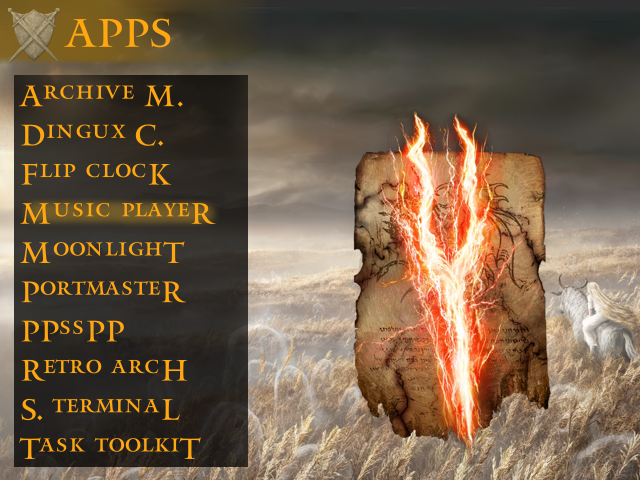 APPS
Archive M.
Dingux C.
Flip clocK
Music playeR
MoonlighT
PortmasteR
PPssPP
Retro arcH
S. terminaL
Task toolkiT